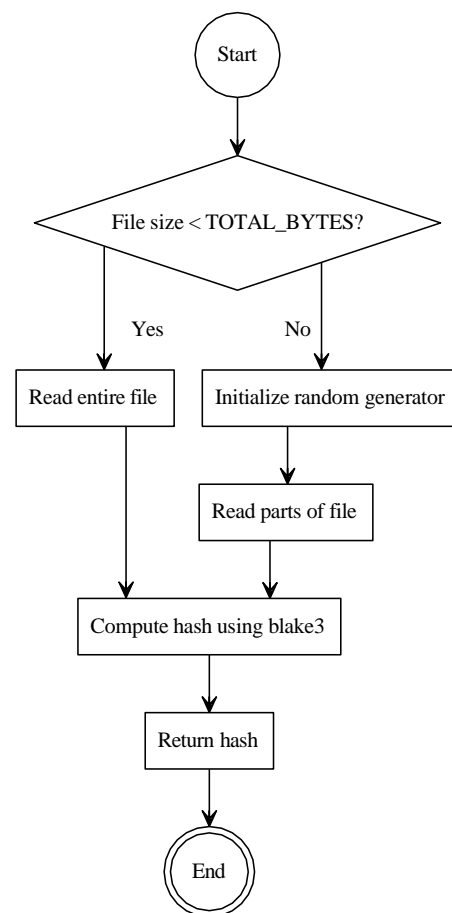 Start
File size < TOTAL_BYTES?
Yes
No
Read entire file
Initialize random generator
Read parts of file
Compute hash using blake3
Return hash
End